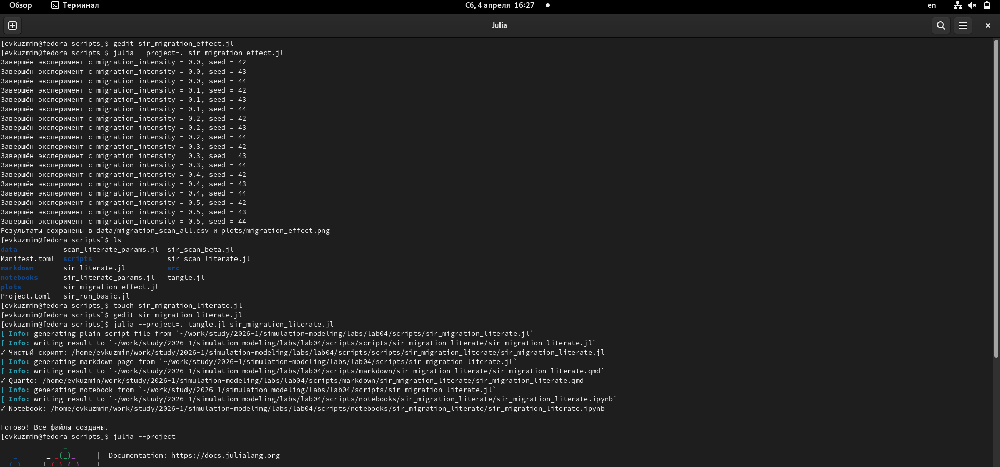 Обзор Терминал Сб, 4 апреля 16:27 en
Julia
[evkuzmin@fedora scripts]$ gedit sir_migration_effect.jl
[evkuzmin@fedora scripts]$ julia --project=. sir_migration_effect.jl
Завершён эксперимент с migration_intensity = 0.0, seed = 42
Завершён эксперимент с migration_intensity = 0.0, seed = 43
Завершён эксперимент с migration_intensity = 0.0, seed = 44
Завершён эксперимент с migration_intensity = 0.1, seed = 42
Завершён эксперимент с migration_intensity = 0.1, seed = 43
Завершён эксперимент с migration_intensity = 0.1, seed = 44
Завершён эксперимент с migration_intensity = 0.2, seed = 42
Завершён эксперимент с migration_intensity = 0.2, seed = 43
Завершён эксперимент с migration_intensity = 0.2, seed = 44
Завершён эксперимент с migration_intensity = 0.3, seed = 42
Завершён эксперимент с migration_intensity = 0.3, seed = 43
Завершён эксперимент с migration_intensity = 0.3, seed = 44
Завершён эксперимент с migration_intensity = 0.4, seed = 42
Завершён эксперимент с migration_intensity = 0.4, seed = 43
Завершён эксперимент с migration_intensity = 0.4, seed = 44
Завершён эксперимент с migration_intensity = 0.5, seed = 42
Завершён эксперимент с migration_intensity = 0.5, seed = 43
Завершён эксперимент с migration_intensity = 0.5, seed = 44
Результаты сохранены в data/migration_scan_all.csv и plots/migration_effect.png
[evkuzmin@fedora scripts]$ ls
data scan_literate_params.jl sir_scan_beta.jl
Manifest.toml scripts sir_scan_literate.jl
markdown sir_literate.jl src
notebooks sir_literate_params.jl tangle.jl
plots sir_migration_effect.jl
Project.toml sir_run_basic.jl
[evkuzmin@fedora scripts]$ touch sir_migration_literate.jl
[evkuzmin@fedora scripts]$ gedit sir_migration_literate.jl
[evkuzmin@fedora scripts]$ julia --project=. tangle.jl sir_migration_literate.jl
[ Info: generating plain script file from `~/work/study/2026-1/simulation-modeling/labs/lab04/scripts/sir_migration_literate.jl`
[ Info: writing result to `~/work/study/2026-1/simulation-modeling/labs/lab04/scripts/scripts/sir_migration_literate/sir_migration_literate.jl`
✓ Чистый скрипт: /home/evkuzmin/work/study/2026-1/simulation-modeling/labs/lab04/scripts/scripts/sir_migration_literate/sir_migration_literate.jl
[ Info: generating markdown page from `~/work/study/2026-1/simulation-modeling/labs/lab04/scripts/sir_migration_literate.jl`
[ Info: writing result to `~/work/study/2026-1/simulation-modeling/labs/lab04/scripts/markdown/sir_migration_literate/sir_migration_literate.qmd`
✓ Quarto: /home/evkuzmin/work/study/2026-1/simulation-modeling/labs/lab04/scripts/markdown/sir_migration_literate/sir_migration_literate.qmd
[ Info: generating notebook from `~/work/study/2026-1/simulation-modeling/labs/lab04/scripts/sir_migration_literate.jl`
[ Info: writing result to `~/work/study/2026-1/simulation-modeling/labs/lab04/scripts/notebooks/sir_migration_literate/sir_migration_literate.ipynb`
✓ Notebook: /home/evkuzmin/work/study/2026-1/simulation-modeling/labs/lab04/scripts/notebooks/sir_migration_literate/sir_migration_literate.ipynb
Готово! Все файлы созданы.
[evkuzmin@fedora scripts]$ julia --project
| Documentation: https://docs.julialang.org